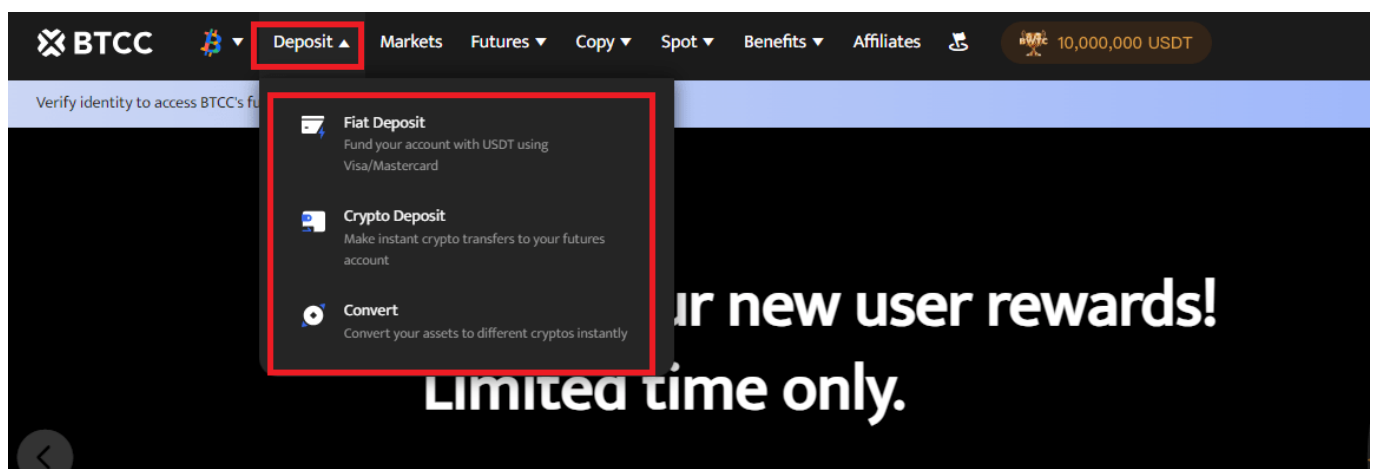 BTCC Deposit Markets Futures Copy Spot Benefits Affiliates 10,000,000 USDT
Verify identity to access BTCC's fu
Fiat Deposit
Fund your account with USDT using
Visa/Mastercard
Crypto Deposit
Make instant crypto transfers to your futures
account
Convert
Convert your assets to different cryptos instantly
ur new user rewards!
Limited time only.